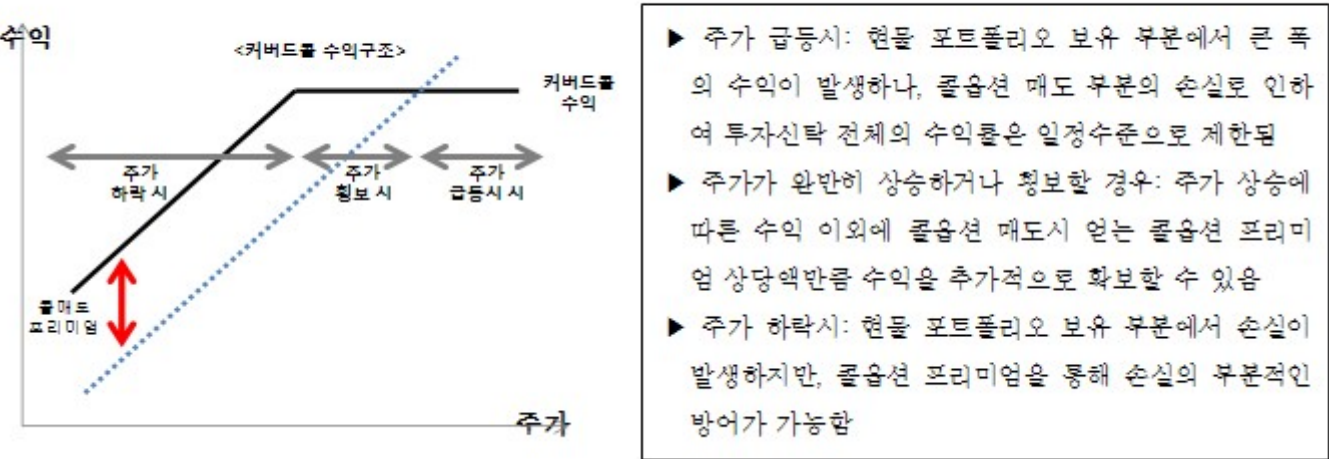 수익
<커버드콜 수익구조>
커버드콜
수익
주가
하락 시
주가
횡보 시
주가
급등시 시
콜매도
프리미엄
주가
▶ 주가 급등시: 현물 포트폴리오 보유 부분에서 큰 폭
의 수익이 발생하나, 콜옵션 매도 부분의 손실로 인하
여 투자신탁 전체의 수익률은 일정수준으로 제한됨
▶ 주가가 완만히 상승하거나 횡보할 경우: 주가 상승에
따른 수익 이외에 콜옵션 매도시 얻는 콜옵션 프리미
엄 상당액만큼 수익을 추가적으로 확보할 수 있음
▶ 주가 하락시: 현물 포트폴리오 보유 부분에서 손실이
발생하지만, 콜옵션 프리미엄을 통해 손실의 부분적인
방어가 가능함